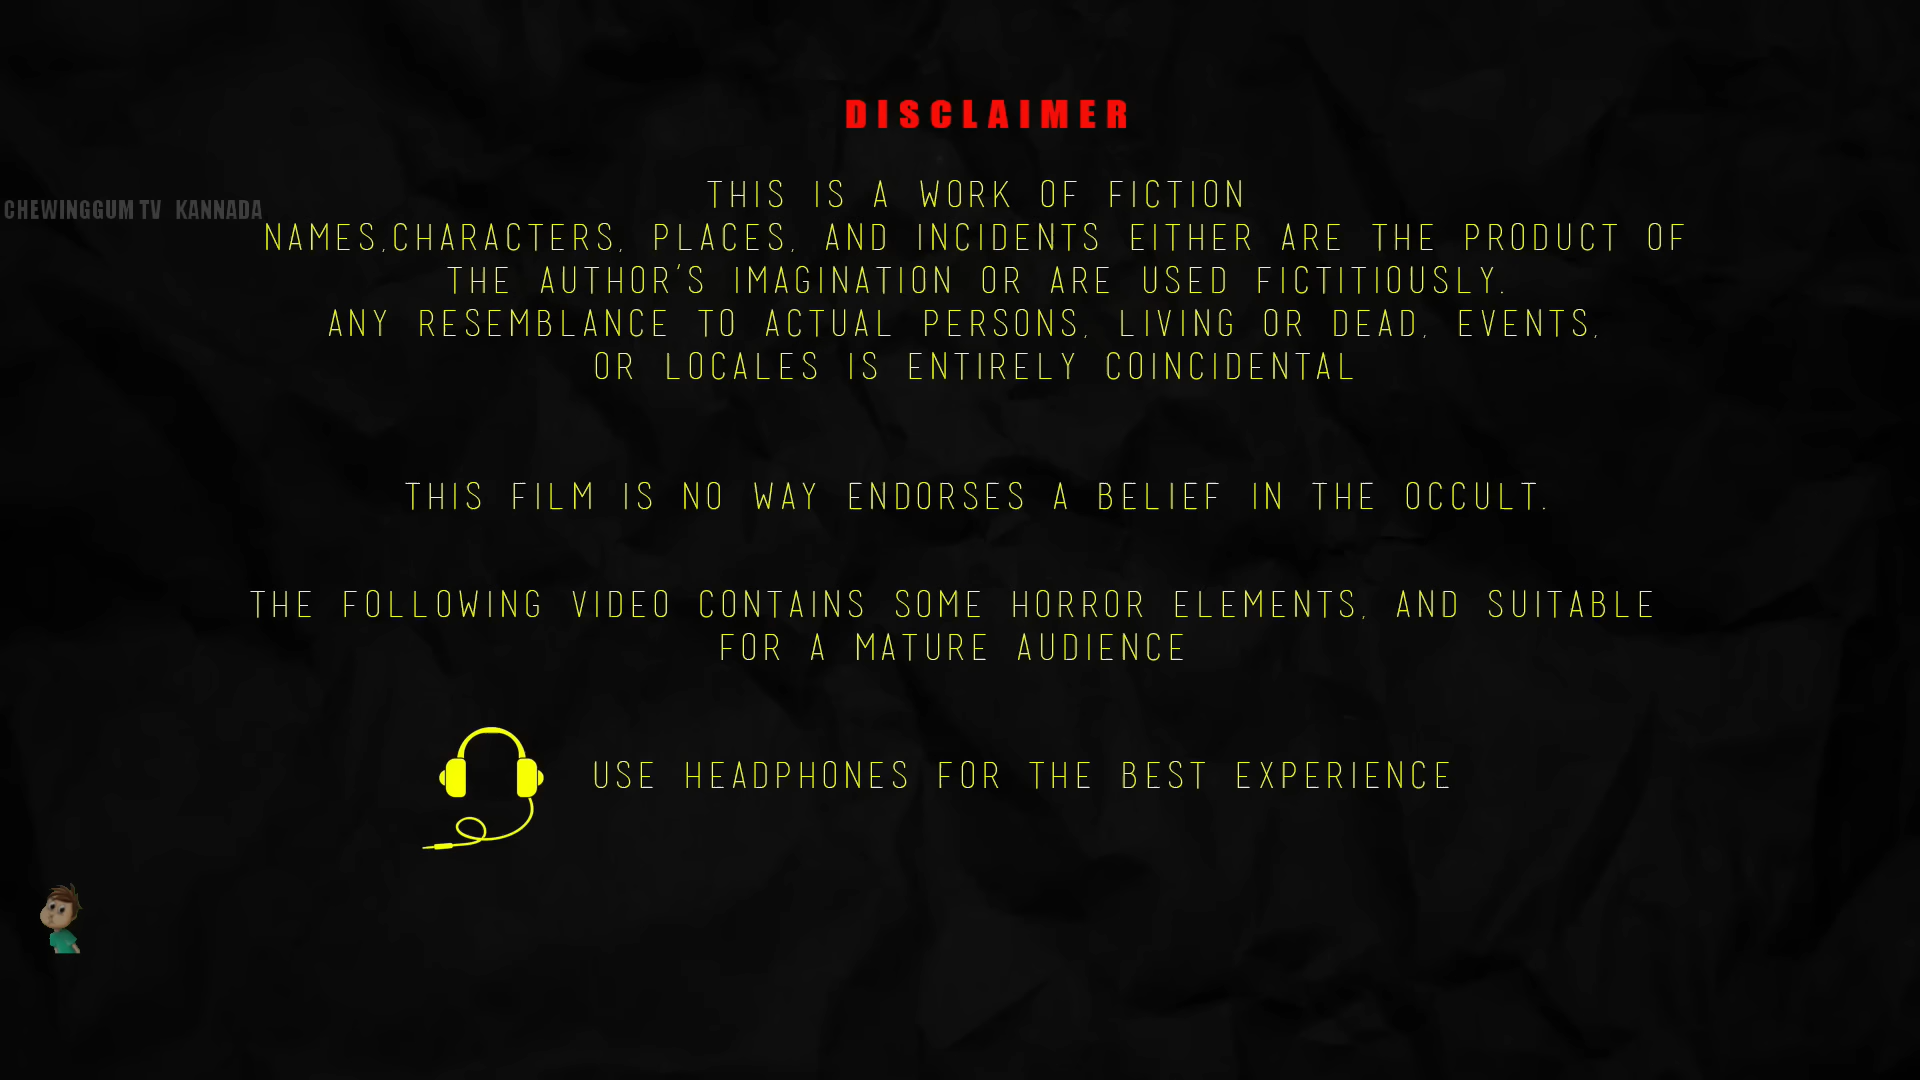 DISCLAIMER
CHEWINGGUM TV KANNADA
THIS IS A WORK OF FICTION
NAMES,CHARACTERS, PLACES, AND INCIDENTS EITHER ARE THE PRODUCT OF
THE AUTHOR'S IMAGINATION OR ARE USED FICTITIOUSLY.
ANY RESEMBLANCE TO ACTUAL PERSONS, LIVING OR DEAD, EVENTS,
OR LOCALES IS ENTIRELY COINCIDENTAL
THIS FILM IS NO WAY ENDORSES A BELIEF IN THE OCCULT.
THE FOLLOWING VIDEO CONTAINS SOME HORROR ELEMENTS, AND SUITABLE
FOR A MATURE AUDIENCE
USE HEADPHONES FOR THE BEST EXPERIENCE